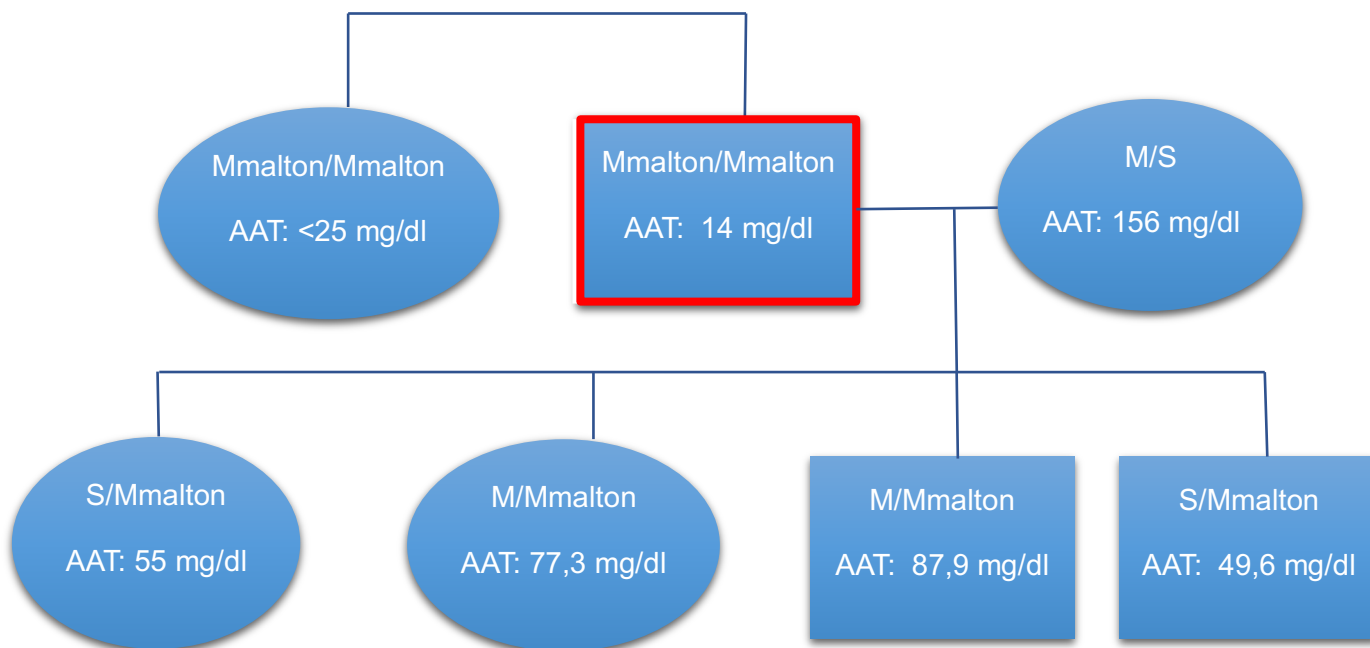 Mmalton/Mmalton
AAT: <25 mg/dl
Mmalton/Mmalton
AAT: 14 mg/dl
M/S
AAT: 156 mg/dl
S/Mmalton
AAT: 55 mg/dl
M/Mmalton
AAT: 77,3 mg/dl
M/Mmalton
AAT: 87,9 mg/dl
S/Mmalton
AAT: 49,6 mg/dl